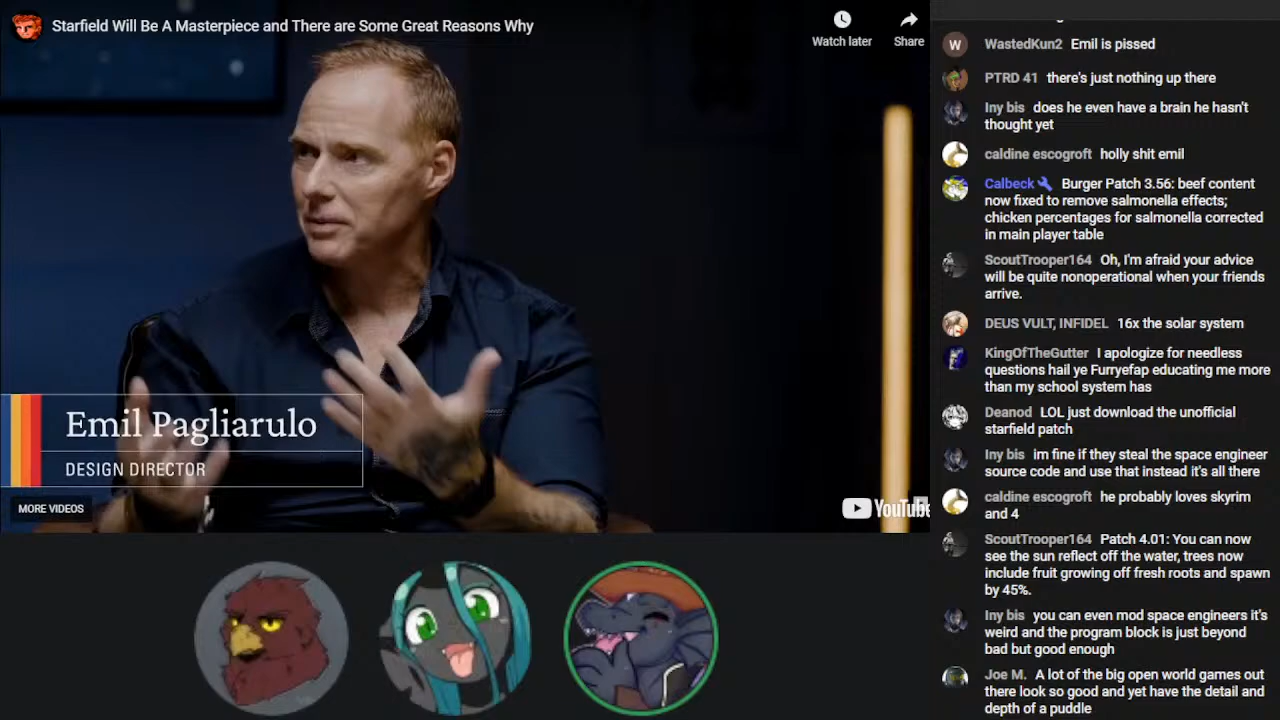 Starfield Will Be A Masterpiece and There are Some Great Reasons Why
Watch later
Share
Emil Pagliarulo
DESIGN DIRECTOR
MORE VIDEOS
YouTube
W
WastedKun2 Emil is pissed
PTRD 41 there's just nothing up there
Iny bis does he even have a brain he hasn't
thought yet
caldine escogroft holly shit emil
Calbeck Burger Patch 3.56: beef content
now fixed to remove salmonella effects;
chicken percentages for salmonella corrected
in main player table
ScoutTrooper164 Oh, I'm afraid your advice
will be quite nonoperational when your friends
arrive.
DEUS VULT, INFIDEL 16x the solar system
KingOfTheGutter I apologize for needless
questions hail ye Furryefap educating me more
than my school system has
Deanod LOL just download the unofficial
starfield patch
Iny bis im fine if they steal the space engineer
source code and use that instead it's all there
caldine escogroft he probably loves skyrim
and 4
ScoutTrooper164 Patch 4.01: You can now
see the sun reflect off the water, trees now
include fruit growing off fresh roots and spawn
by 45%.
Iny bis you can even mod space engineers it's
weird and the program block is just beyond
bad but good enough
Joe M. A lot of the big open world games out
there look so good and yet have the detail and
depth of a puddle